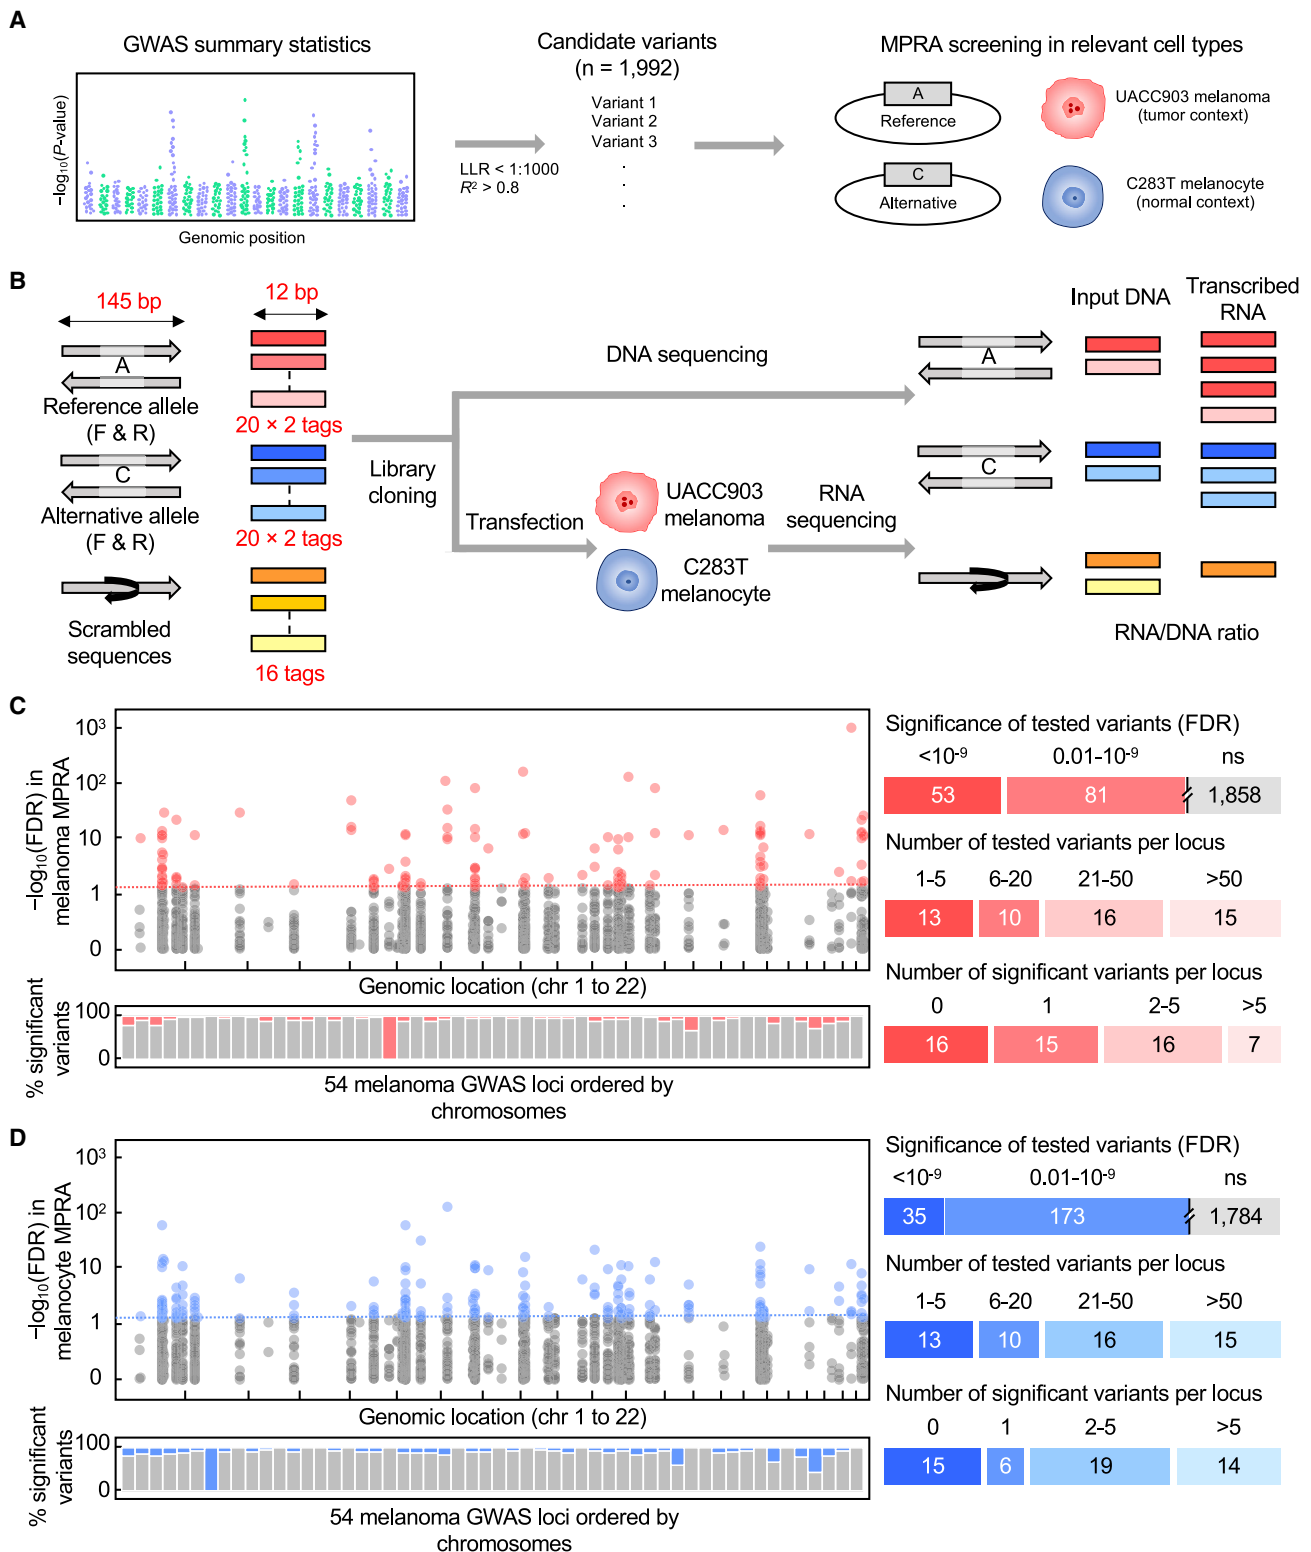 A
GWAS summary statistics
−log10(P-value)
Genomic position
LLR < 1:1000
R² > 0.8
Candidate variants
(n = 1,992)
Variant 1
Variant 2
Variant 3
.
.
.
MPRA screening in relevant cell types
A
Reference
C
Alternative
UACC903 melanoma
(tumor context)
C283T melanocyte
(normal context)
B
145 bp
A
Reference allele
(F & R)
C
Alternative allele
(F & R)
Scrambled
sequences
12 bp
20 × 2 tags
20 × 2 tags
16 tags
Library
cloning
DNA sequencing
Transfection
UACC903
melanoma
C283T
melanocyte
RNA
sequencing
A
C
Input DNA
Transcribed
RNA
RNA/DNA ratio
C
−log10(FDR) in
melanoma MPRA
10³
10²
10
1
0
Genomic location (chr 1 to 22)
% significant
variants
100
0
54 melanoma GWAS loci ordered by
chromosomes
Significance of tested variants (FDR)
<10⁻⁹ 0.01-10⁻⁹ ns
53 81 1,858
Number of tested variants per locus
1-5 6-20 21-50 >50
13 10 16 15
Number of significant variants per locus
0 1 2-5 >5
16 15 16 7
D
−log10(FDR) in
melanocyte MPRA
10³
10²
10
1
0
Genomic location (chr 1 to 22)
% significant
variants
100
0
54 melanoma GWAS loci ordered by
chromosomes
Significance of tested variants (FDR)
<10⁻⁹ 0.01-10⁻⁹ ns
35 173 1,784
Number of tested variants per locus
1-5 6-20 21-50 >50
13 10 16 15
Number of significant variants per locus
0 1 2-5 >5
15 6 19 14